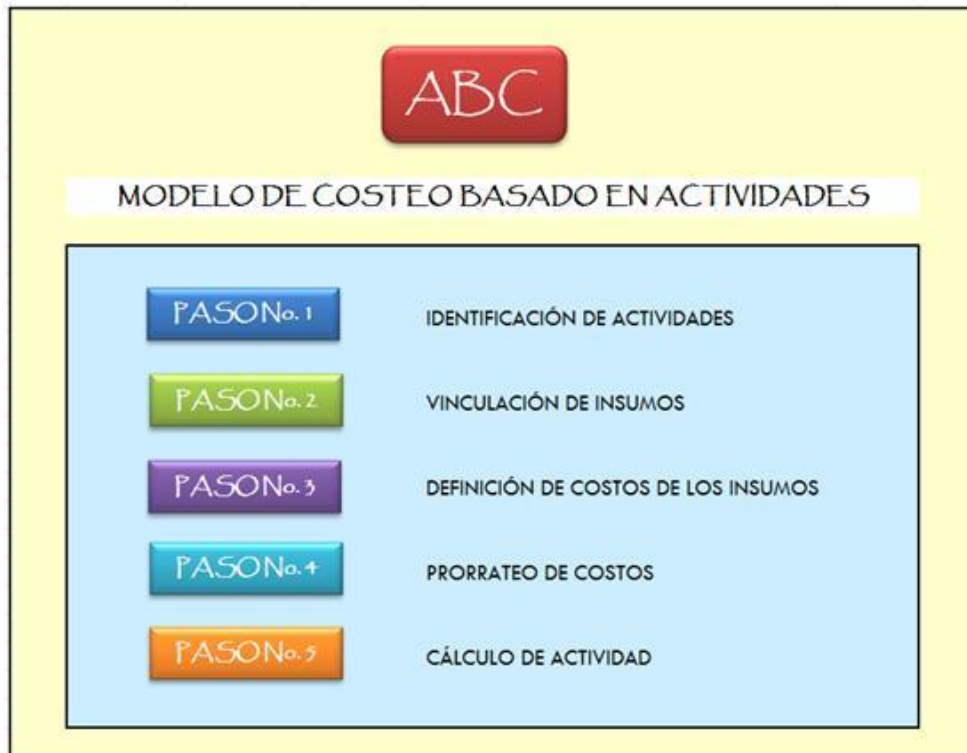 ABC
MODELO DE COSTEO BASADO EN ACTIVIDADES
PASO No. 1 IDENTIFICACIÓN DE ACTIVIDADES
PASO No. 2 VINCULACIÓN DE INSUMOS
PASO No. 3 DEFINICIÓN DE COSTOS DE LOS INSUMOS
PASO No. 4 PRORRATEO DE COSTOS
PASO No. 5 CÁLCULO DE ACTIVIDAD